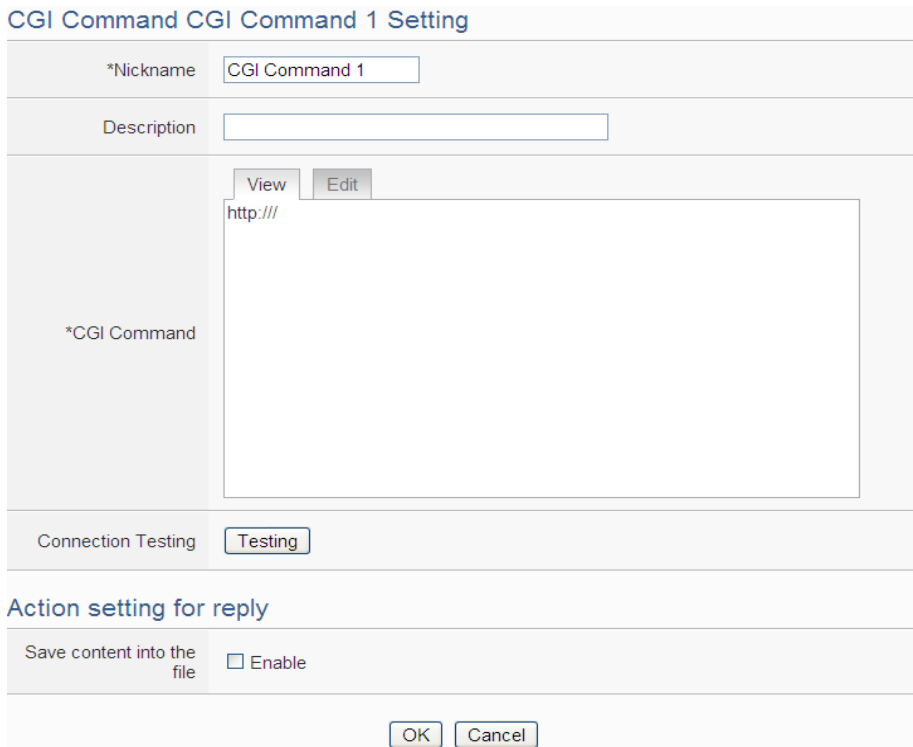 CGI Command CGI Command 1 Setting
*Nickname
CGI Command 1
Description
View
Edit
http:///
*CGI Command
Connection Testing
Testing
Action setting for reply
Save content into the
file
Enable
OK
Cancel